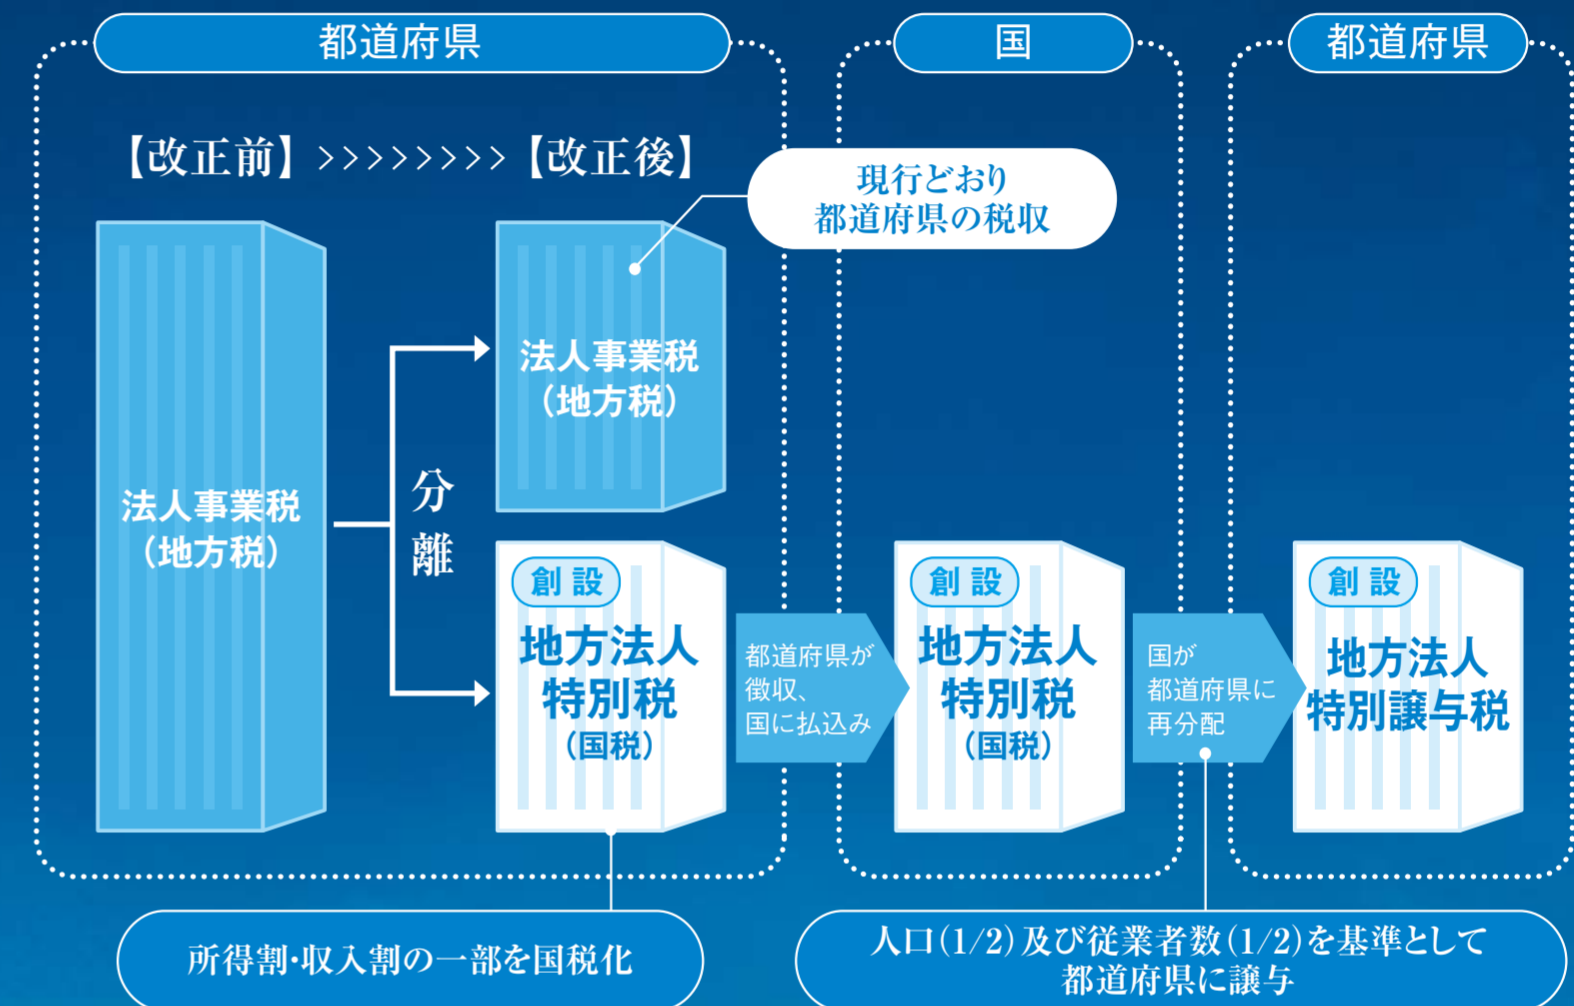 都道府県
国
都道府県
【改正前】>>>>>>>>【改正後】
現行どおり
都道府県の税収
法人事業税
（地方税）
分
離
法人事業税
（地方税）
創設
地方法人
特別税
（国税）
都道府県が
徴収、
国に払込み
創設
地方法人
特別税
（国税）
国が
都道府県に
再分配
創設
地方法人
特別譲与税
所得割・収入割の一部を国税化
人口（1/2）及び従業者数（1/2）を基準として
都道府県に譲与